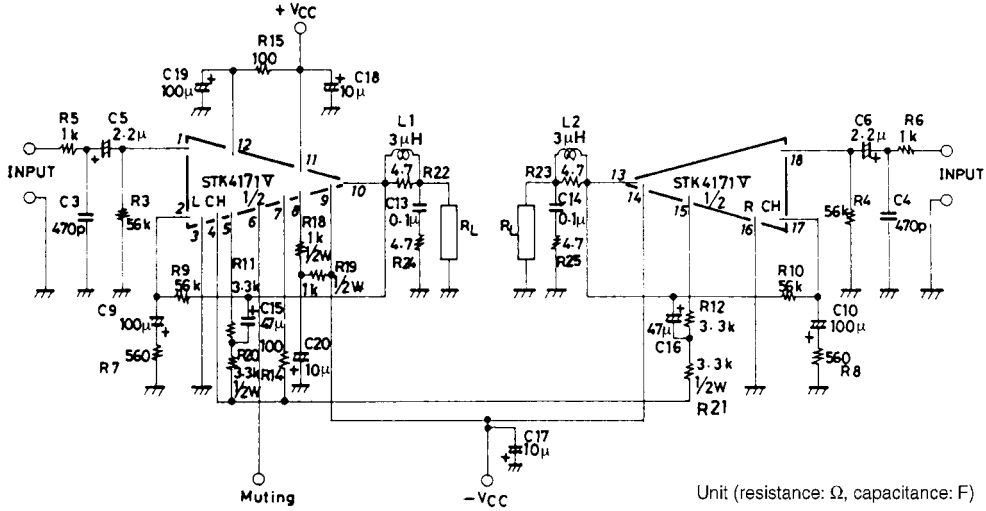 + VCC
R15
100
C19
100μ
C18
10μ
R5
1k
C5
2.2μ
INPUT
C3
470p
R3
56k
1
12
11
STK4171V
L CH
1/2
2
3
4
5
6
7
8
9
10
L1
3μH
4.7
R22
C13
0.1μ
4.7
R24
RL
L2
3μH
R23
4.7
C14
0.1μ
4.7
R25
RL
13
14
15
16
17
18
STK4171V
1/2
R CH
C6
2.2μ
R6
1k
INPUT
56k
R4
C4
470p
R18
1k
1/2W
R19
1k
1/2W
R9
56k
R11
3.3k
C15
47μ
C9
100μ
560
R7
R20
3.3k
1/2W
100
R14
C20
10μ
R10
56k
R12
3.3k
47μ
C16
C10
100μ
560
R8
3.3k
1/2W
R21
C17
10μ
Muting
−VCC
Unit (resistance: Ω, capacitance: F)